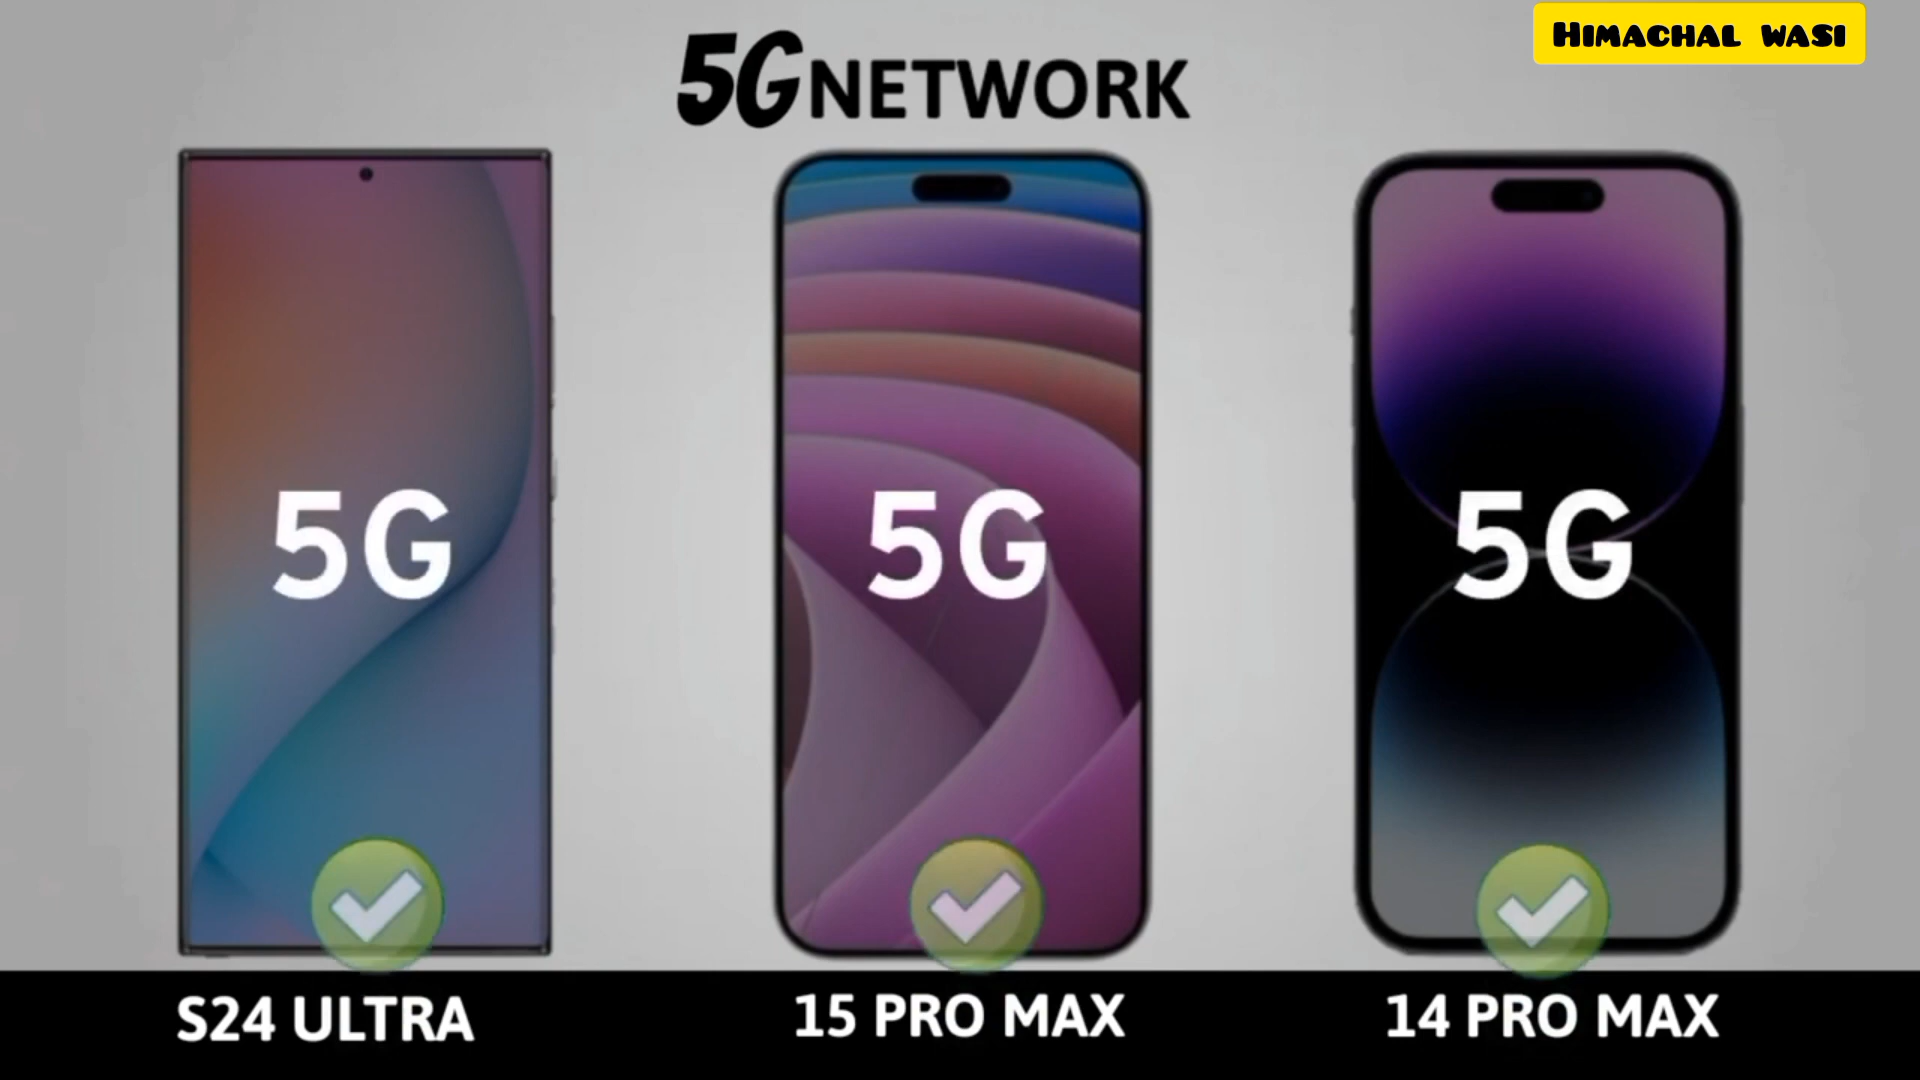 HIMACHAL WASI
5G NETWORK
5G
5G
5G
S24 ULTRA
15 PRO MAX
14 PRO MAX